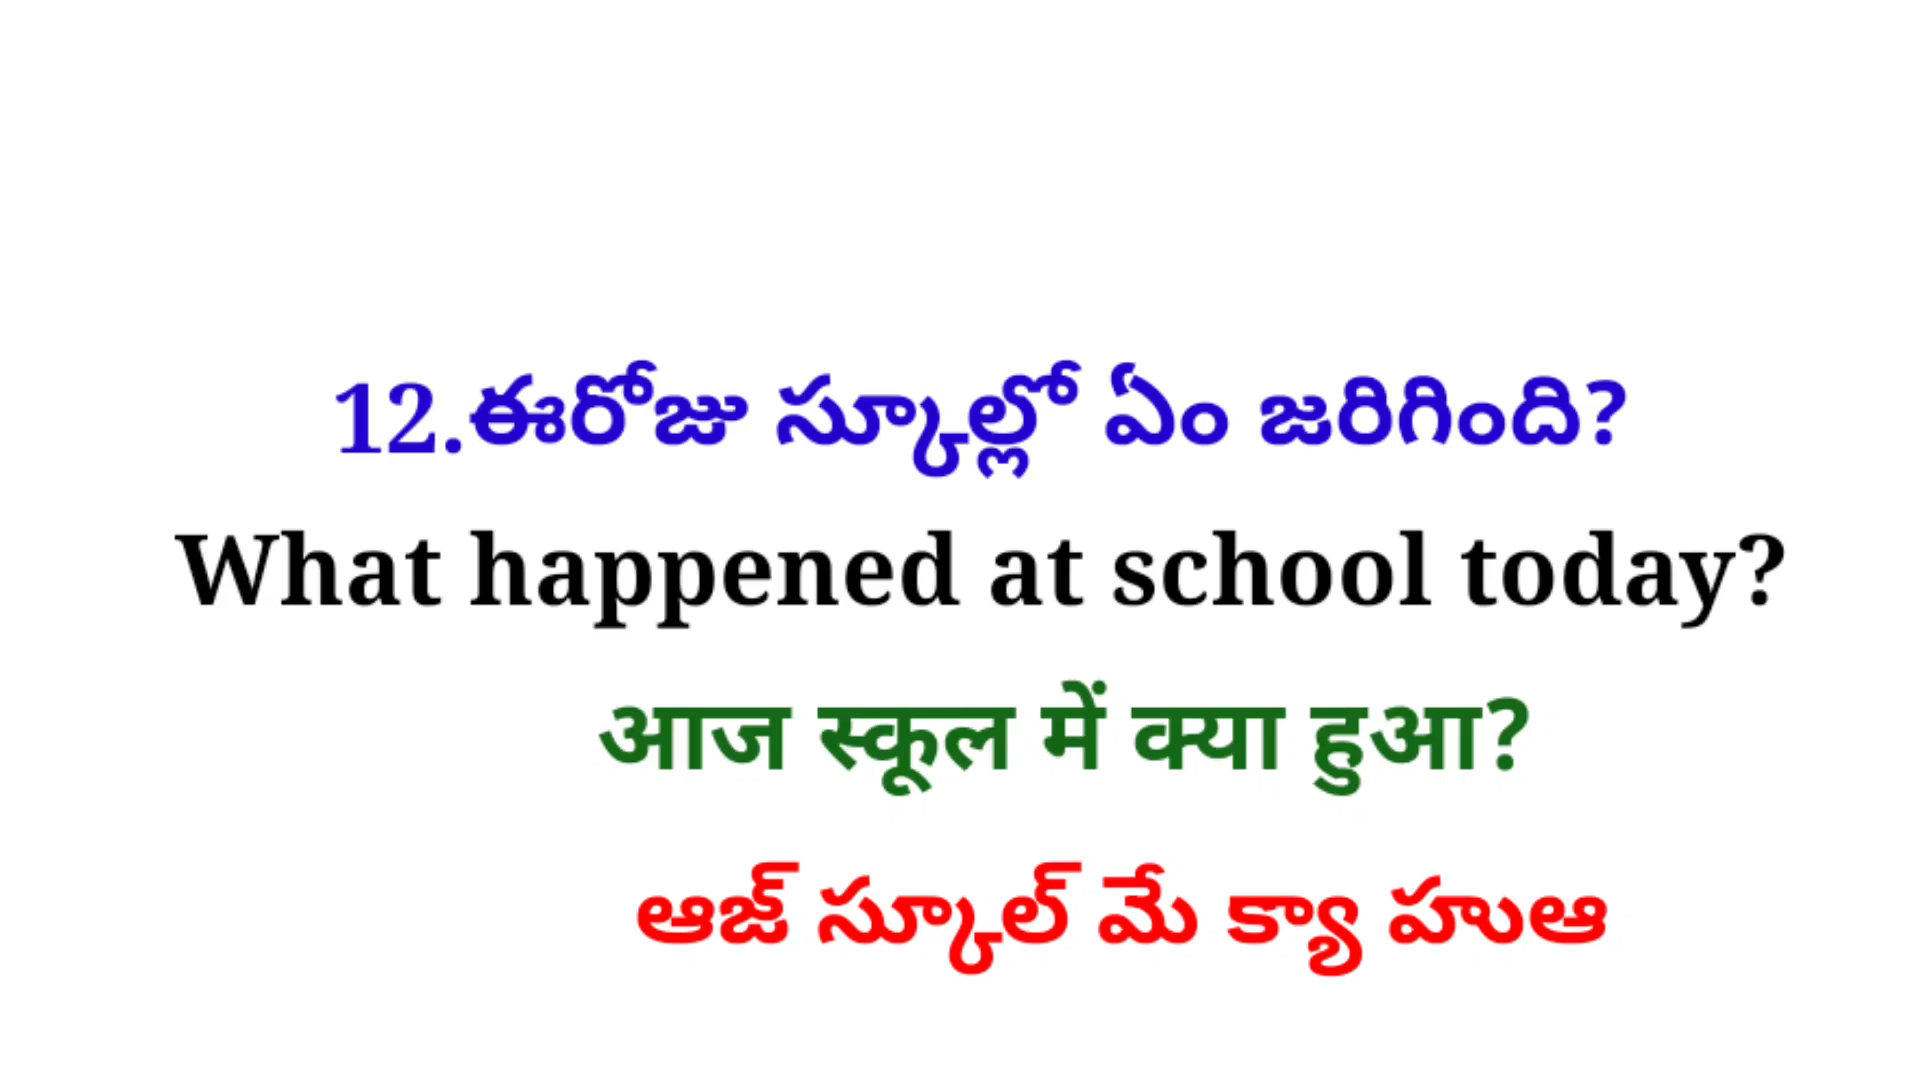 12.ఈరోజు స్కూల్లో ఏం జరిగింది?
What happened at school today?
आज स्कूल में क्या हुआ?
ఆజ్ స్కూల్ మే క్యా హుఆ